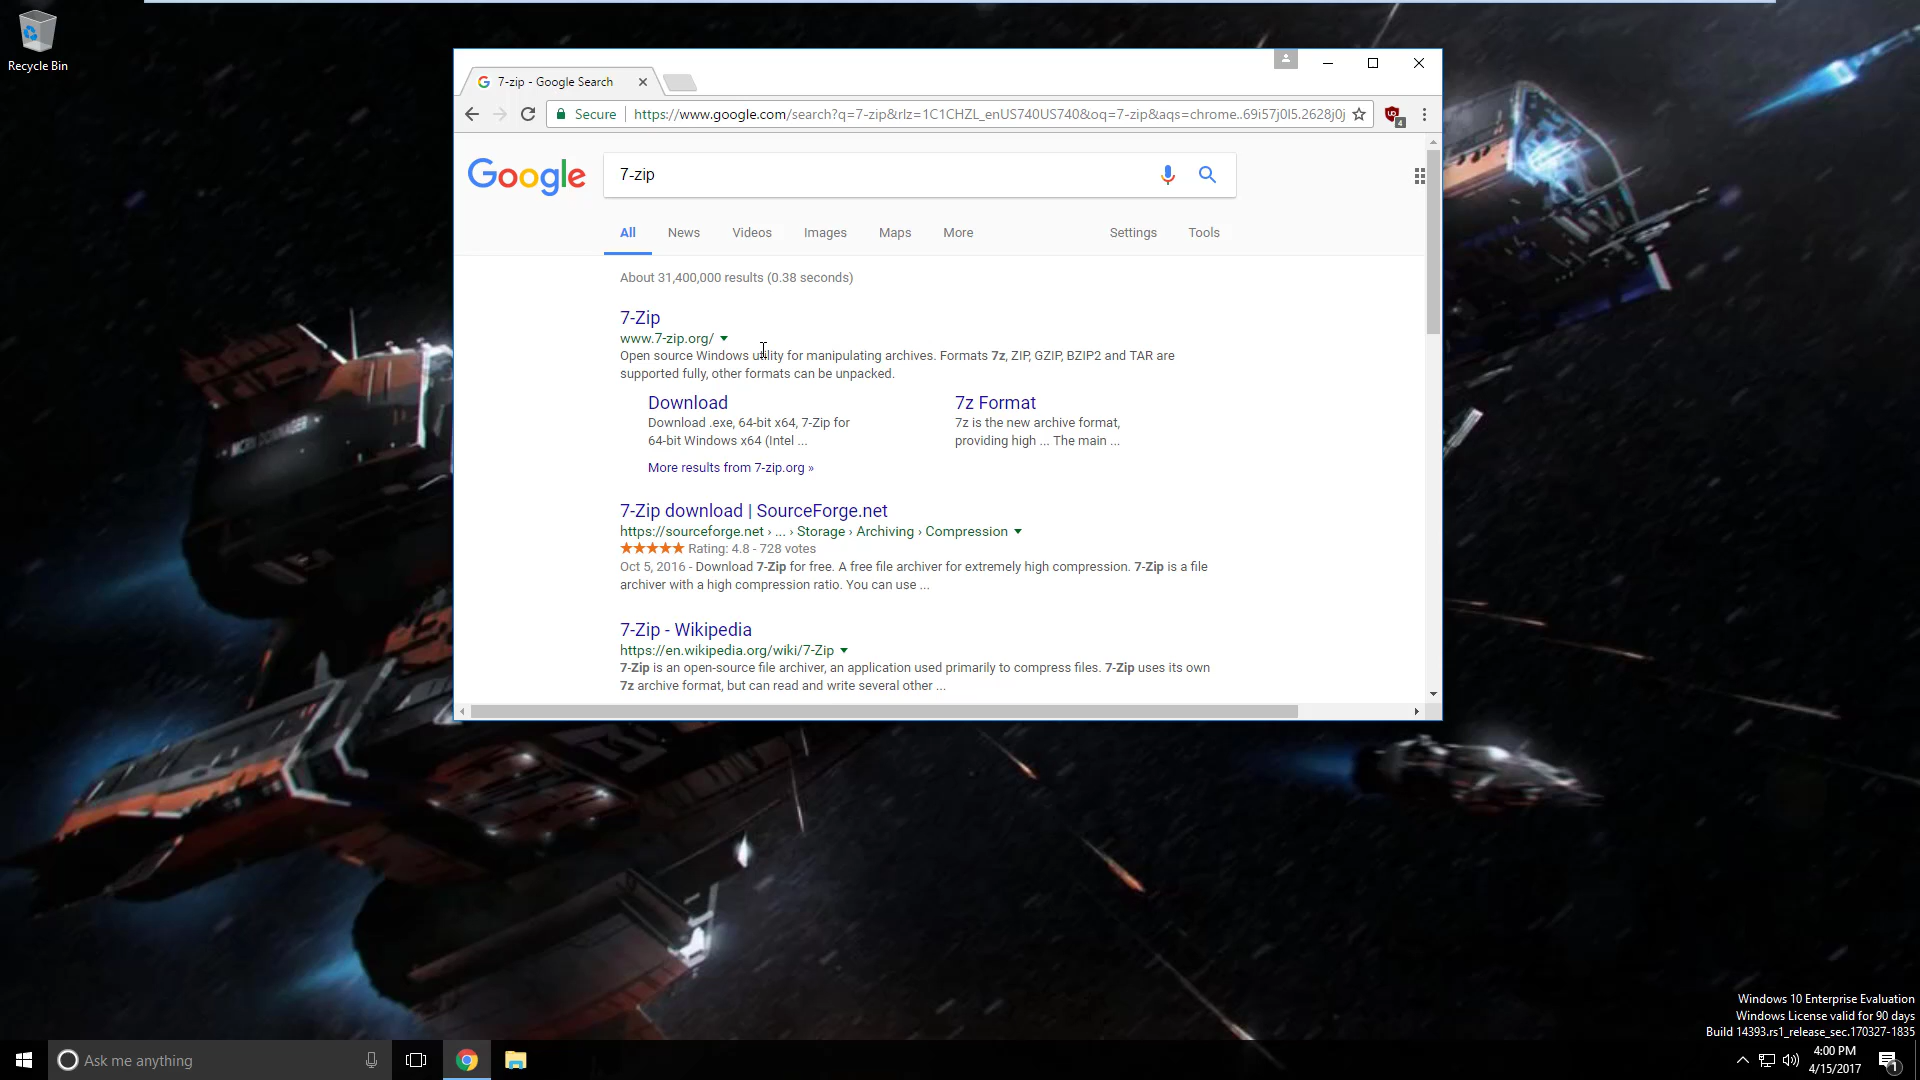 Recycle Bin
7-zip - Google Search
Secure
https://www.google.com/search?q=7-zip&rlz=1C1CHZL_enUS740US740&oq=7-zip&aqs=chrome..69i57j0l5.2628j0j
4
Google
7-zip
All News Videos Images Maps More Settings Tools
About 31,400,000 results (0.38 seconds)
7-Zip
www.7-zip.org/
Open source Windows utility for manipulating archives. Formats 7z, ZIP, GZIP, BZIP2 and TAR are
supported fully, other formats can be unpacked.
Download
Download .exe, 64-bit x64, 7-Zip for
64-bit Windows x64 (Intel ...
7z Format
7z is the new archive format,
providing high ... The main ...
More results from 7-zip.org »
7-Zip download | SourceForge.net
https://sourceforge.net › ... › Storage › Archiving › Compression
Rating: 4.8 - 728 votes
Oct 5, 2016 - Download 7-Zip for free. A free file archiver for extremely high compression. 7-Zip is a file
archiver with a high compression ratio. You can use ...
7-Zip - Wikipedia
https://en.wikipedia.org/wiki/7-Zip
7-Zip is an open-source file archiver, an application used primarily to compress files. 7-Zip uses its own
7z archive format, but can read and write several other ...
Windows 10 Enterprise Evaluation
Windows License valid for 90 days
Build 14393.rs1_release_sec.170327-1835
Ask me anything
4:00 PM
4/15/2017
1